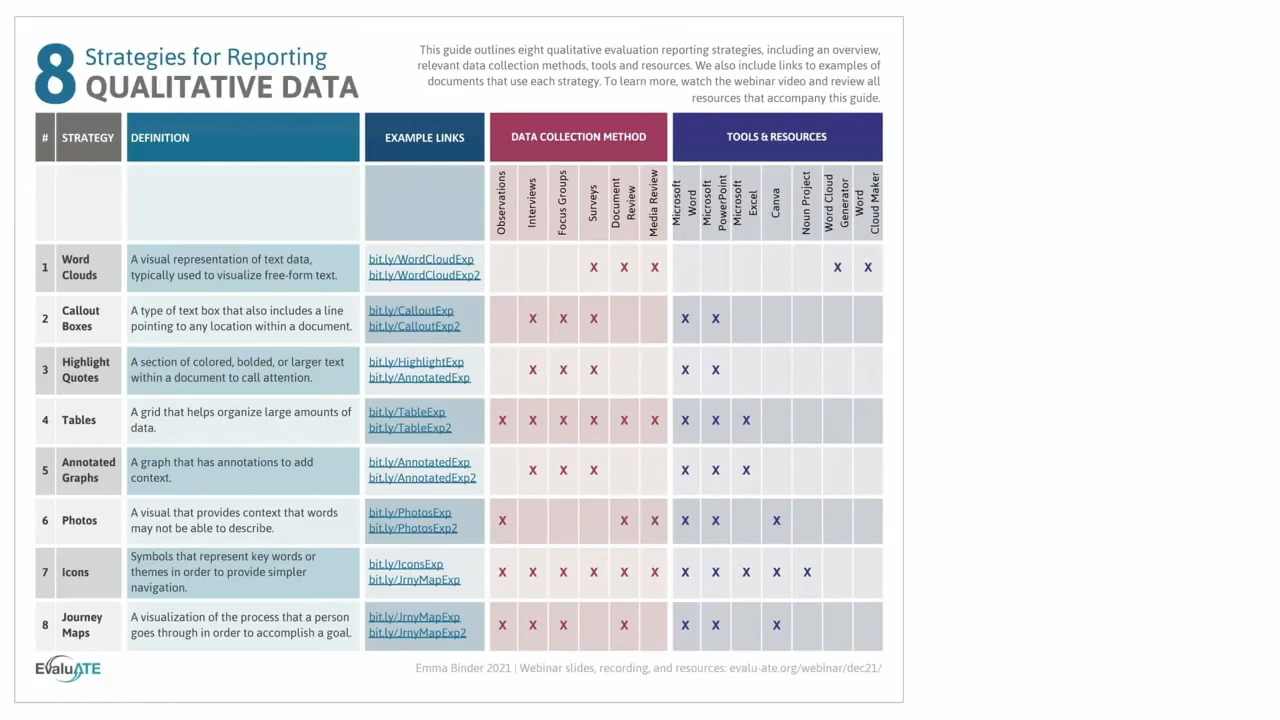 8 Strategies for Reporting
QUALITATIVE DATA
This guide outlines eight qualitative evaluation reporting strategies, including an overview,
relevant data collection methods, tools and resources. We also include links to examples of
documents that use each strategy. To learn more, watch the webinar video and review all
resources that accompany this guide.
# STRATEGY DEFINITION EXAMPLE LINKS DATA COLLECTION METHOD TOOLS & RESOURCES
Observations
Interviews
Focus Groups
Surveys
Document
Review
Media Review
Microsoft
Word
Microsoft
PowerPoint
Microsoft
Excel
Canva
Noun Project
Word Cloud
Generator
Word
Cloud Maker
1 Word
Clouds
A visual representation of text data,
typically used to visualize free-form text.
bit.ly/WordCloudExp
bit.ly/WordCloudExp2
X X X X X
2 Callout
Boxes
A type of text box that also includes a line
pointing to any location within a document.
bit.ly/CalloutExp
bit.ly/CalloutExp2
X X X X X
3 Highlight
Quotes
A section of colored, bolded, or larger text
within a document to call attention.
bit.ly/HighlightExp
bit.ly/AnnotatedExp
X X X X X
4 Tables
A grid that helps organize large amounts of
data.
bit.ly/TableExp
bit.ly/TableExp2
X X X X X X X X X
5 Annotated
Graphs
A graph that has annotations to add
context.
bit.ly/AnnotatedExp
bit.ly/AnnotatedExp2
X X X X X X
6 Photos
A visual that provides context that words
may not be able to describe.
bit.ly/PhotosExp
bit.ly/PhotosExp2
X X X X X X
7 Icons
Symbols that represent key words or
themes in order to provide simpler
navigation.
bit.ly/IconsExp
bit.ly/JrnyMapExp
X X X X X X X X X X X
8 Journey
Maps
A visualization of the process that a person
goes through in order to accomplish a goal.
bit.ly/JrnyMapExp
bit.ly/JrnyMapExp2
X X X X X X X
EvaluATE
Emma Binder 2021 | Webinar slides, recording, and resources: evalu-ate.org/webinar/dec21/